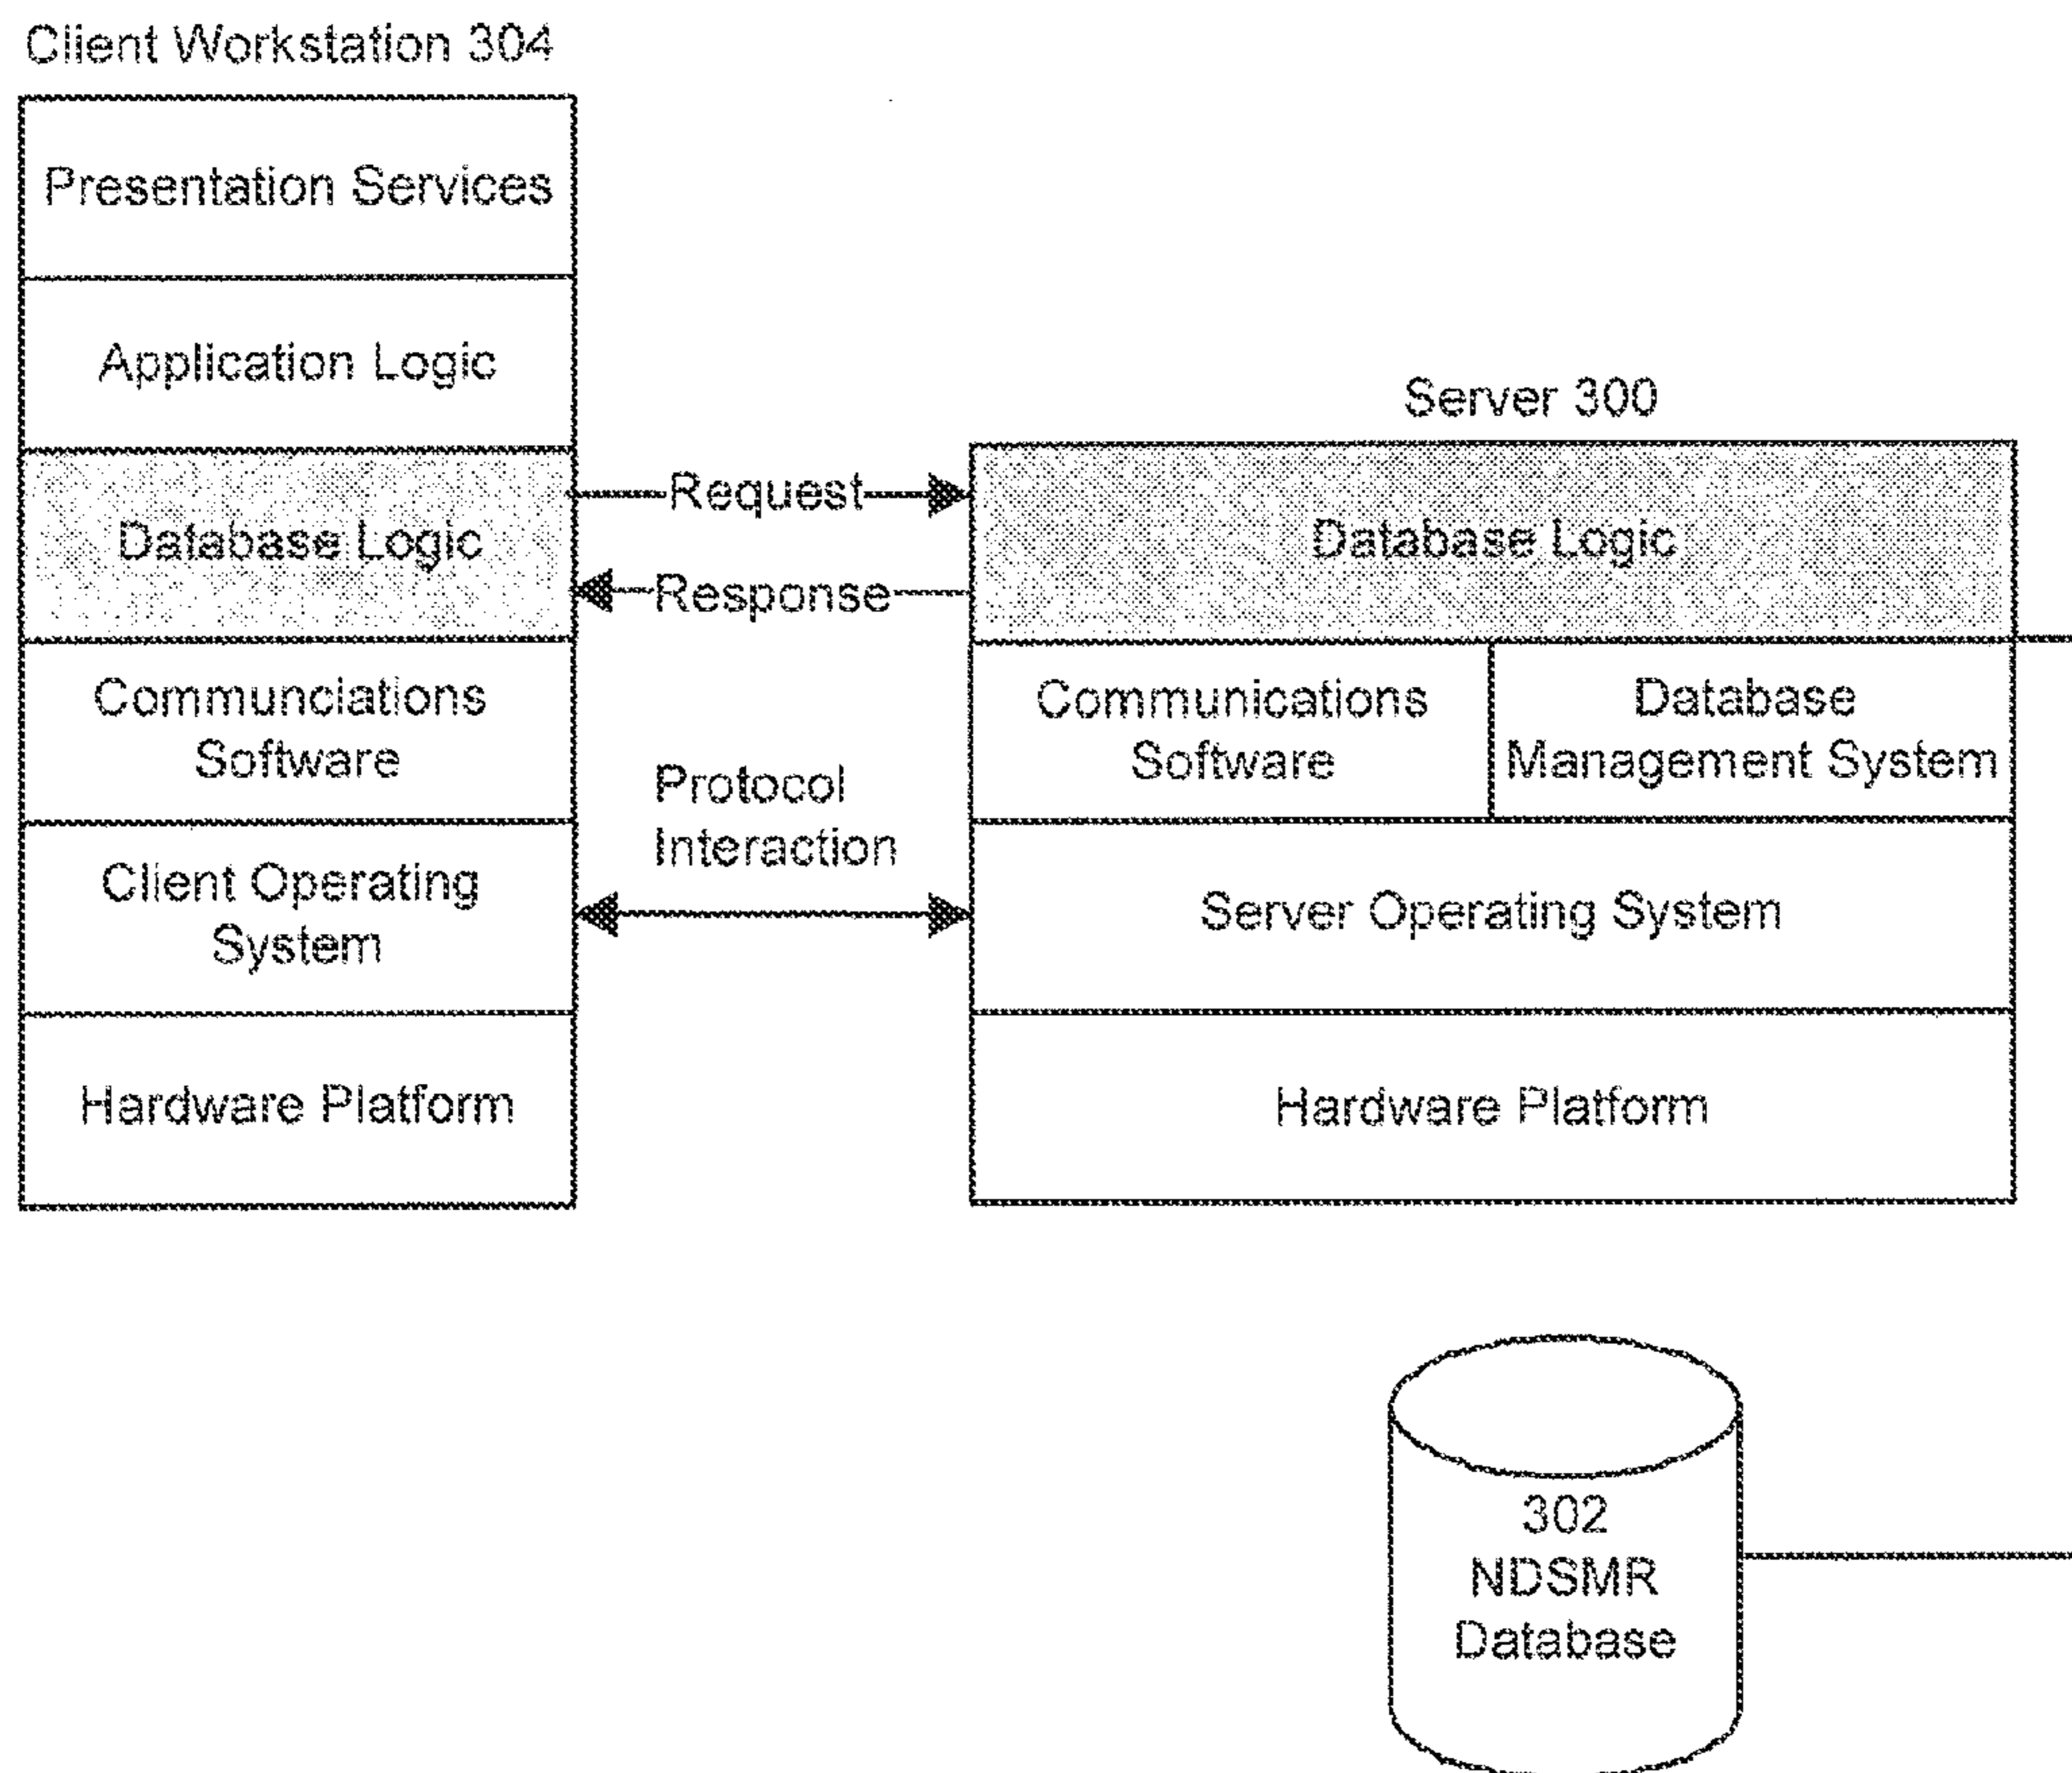 Client Workstation 304
Presentation Services
Application Logic
Database Logic
Communciations
Software
Client Operating
System
Hardware Platform
Request
Response
Protocol
Interaction
Server 300
Database Logic
Communications
Software
Database
Management System
Server Operating System
Hardware Platform
302
NDSMR
Database